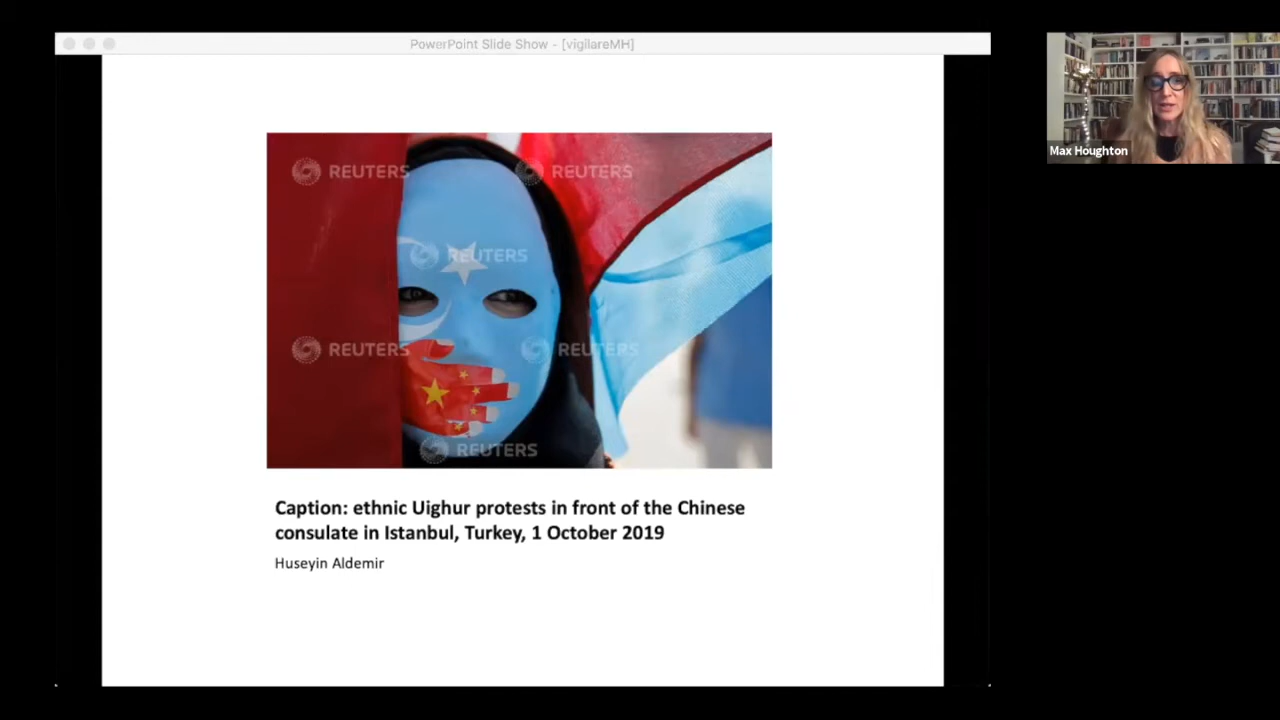 PowerPoint Slide Show - [vigilareMH]
Max Houghton
REUTERS REUTERS
REUTERS
REUTERS REUTERS
REUTERS
Caption: ethnic Uighur protests in front of the Chinese
consulate in Istanbul, Turkey, 1 October 2019
Huseyin Aldemir